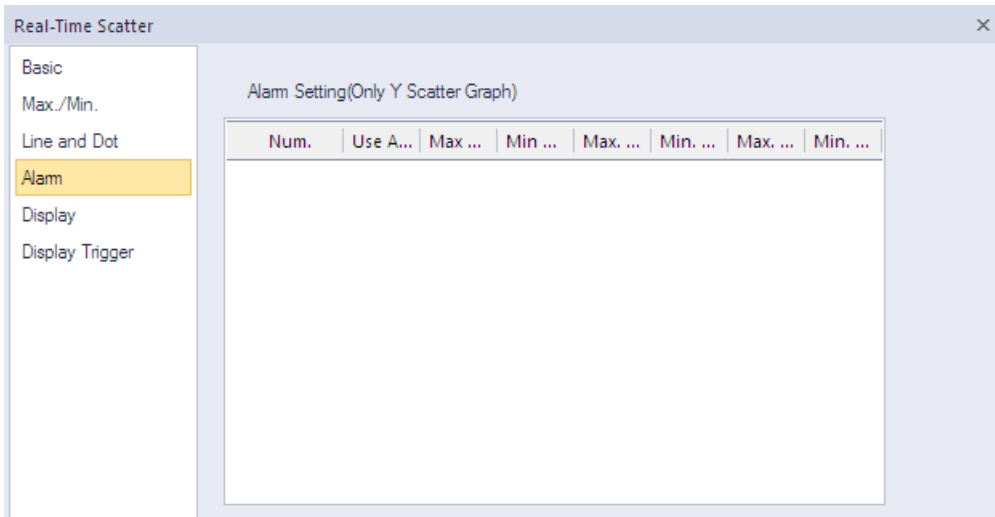 Real-Time Scatter
Basic
Max./Min.
Line and Dot
Alarm
Display
Display Trigger
Alarm Setting(Only Y Scatter Graph)
Num. Use A... Max ... Min ... Max. ... Min. ... Max. ... Min. ...